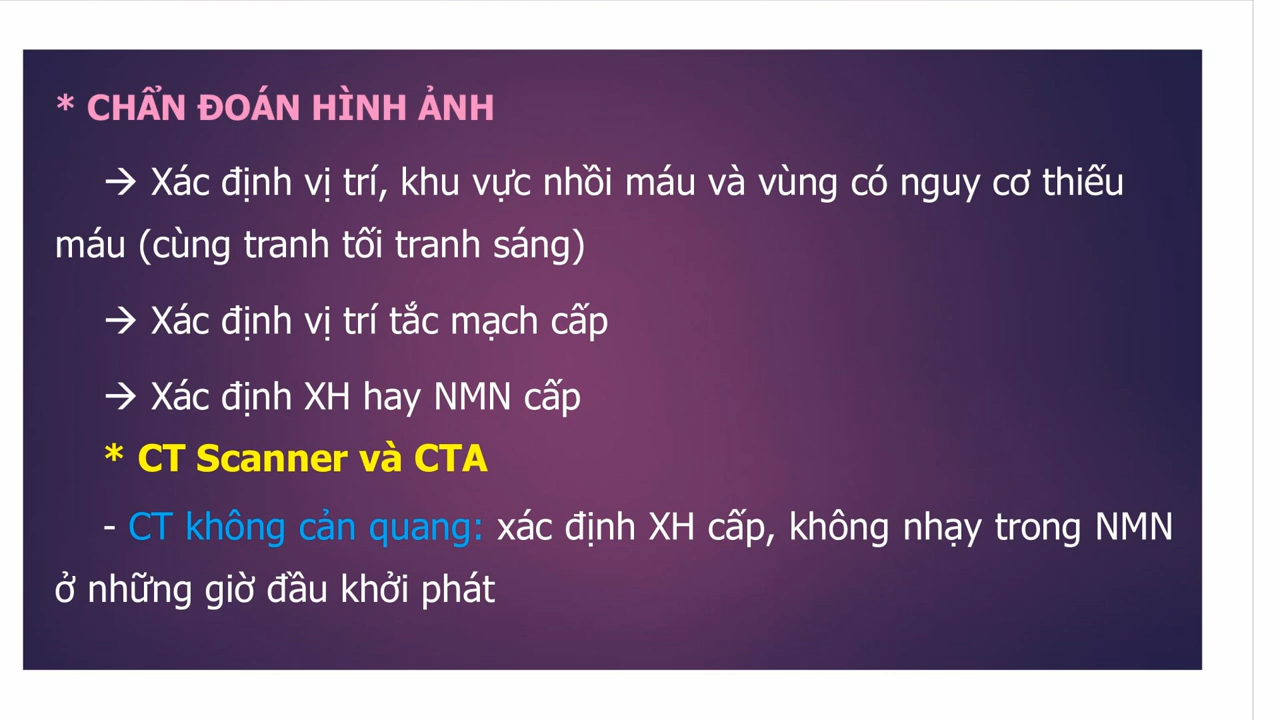 * CHẨN ĐOÁN HÌNH ẢNH
→ Xác định vị trí, khu vực nhồi máu và vùng có nguy cơ thiếu
máu (cùng tranh tối tranh sáng)
→ Xác định vị trí tắc mạch cấp
→ Xác định XH hay NMN cấp
* CT Scanner và CTA
- CT không cản quang: xác định XH cấp, không nhạy trong NMN
ở những giờ đầu khởi phát